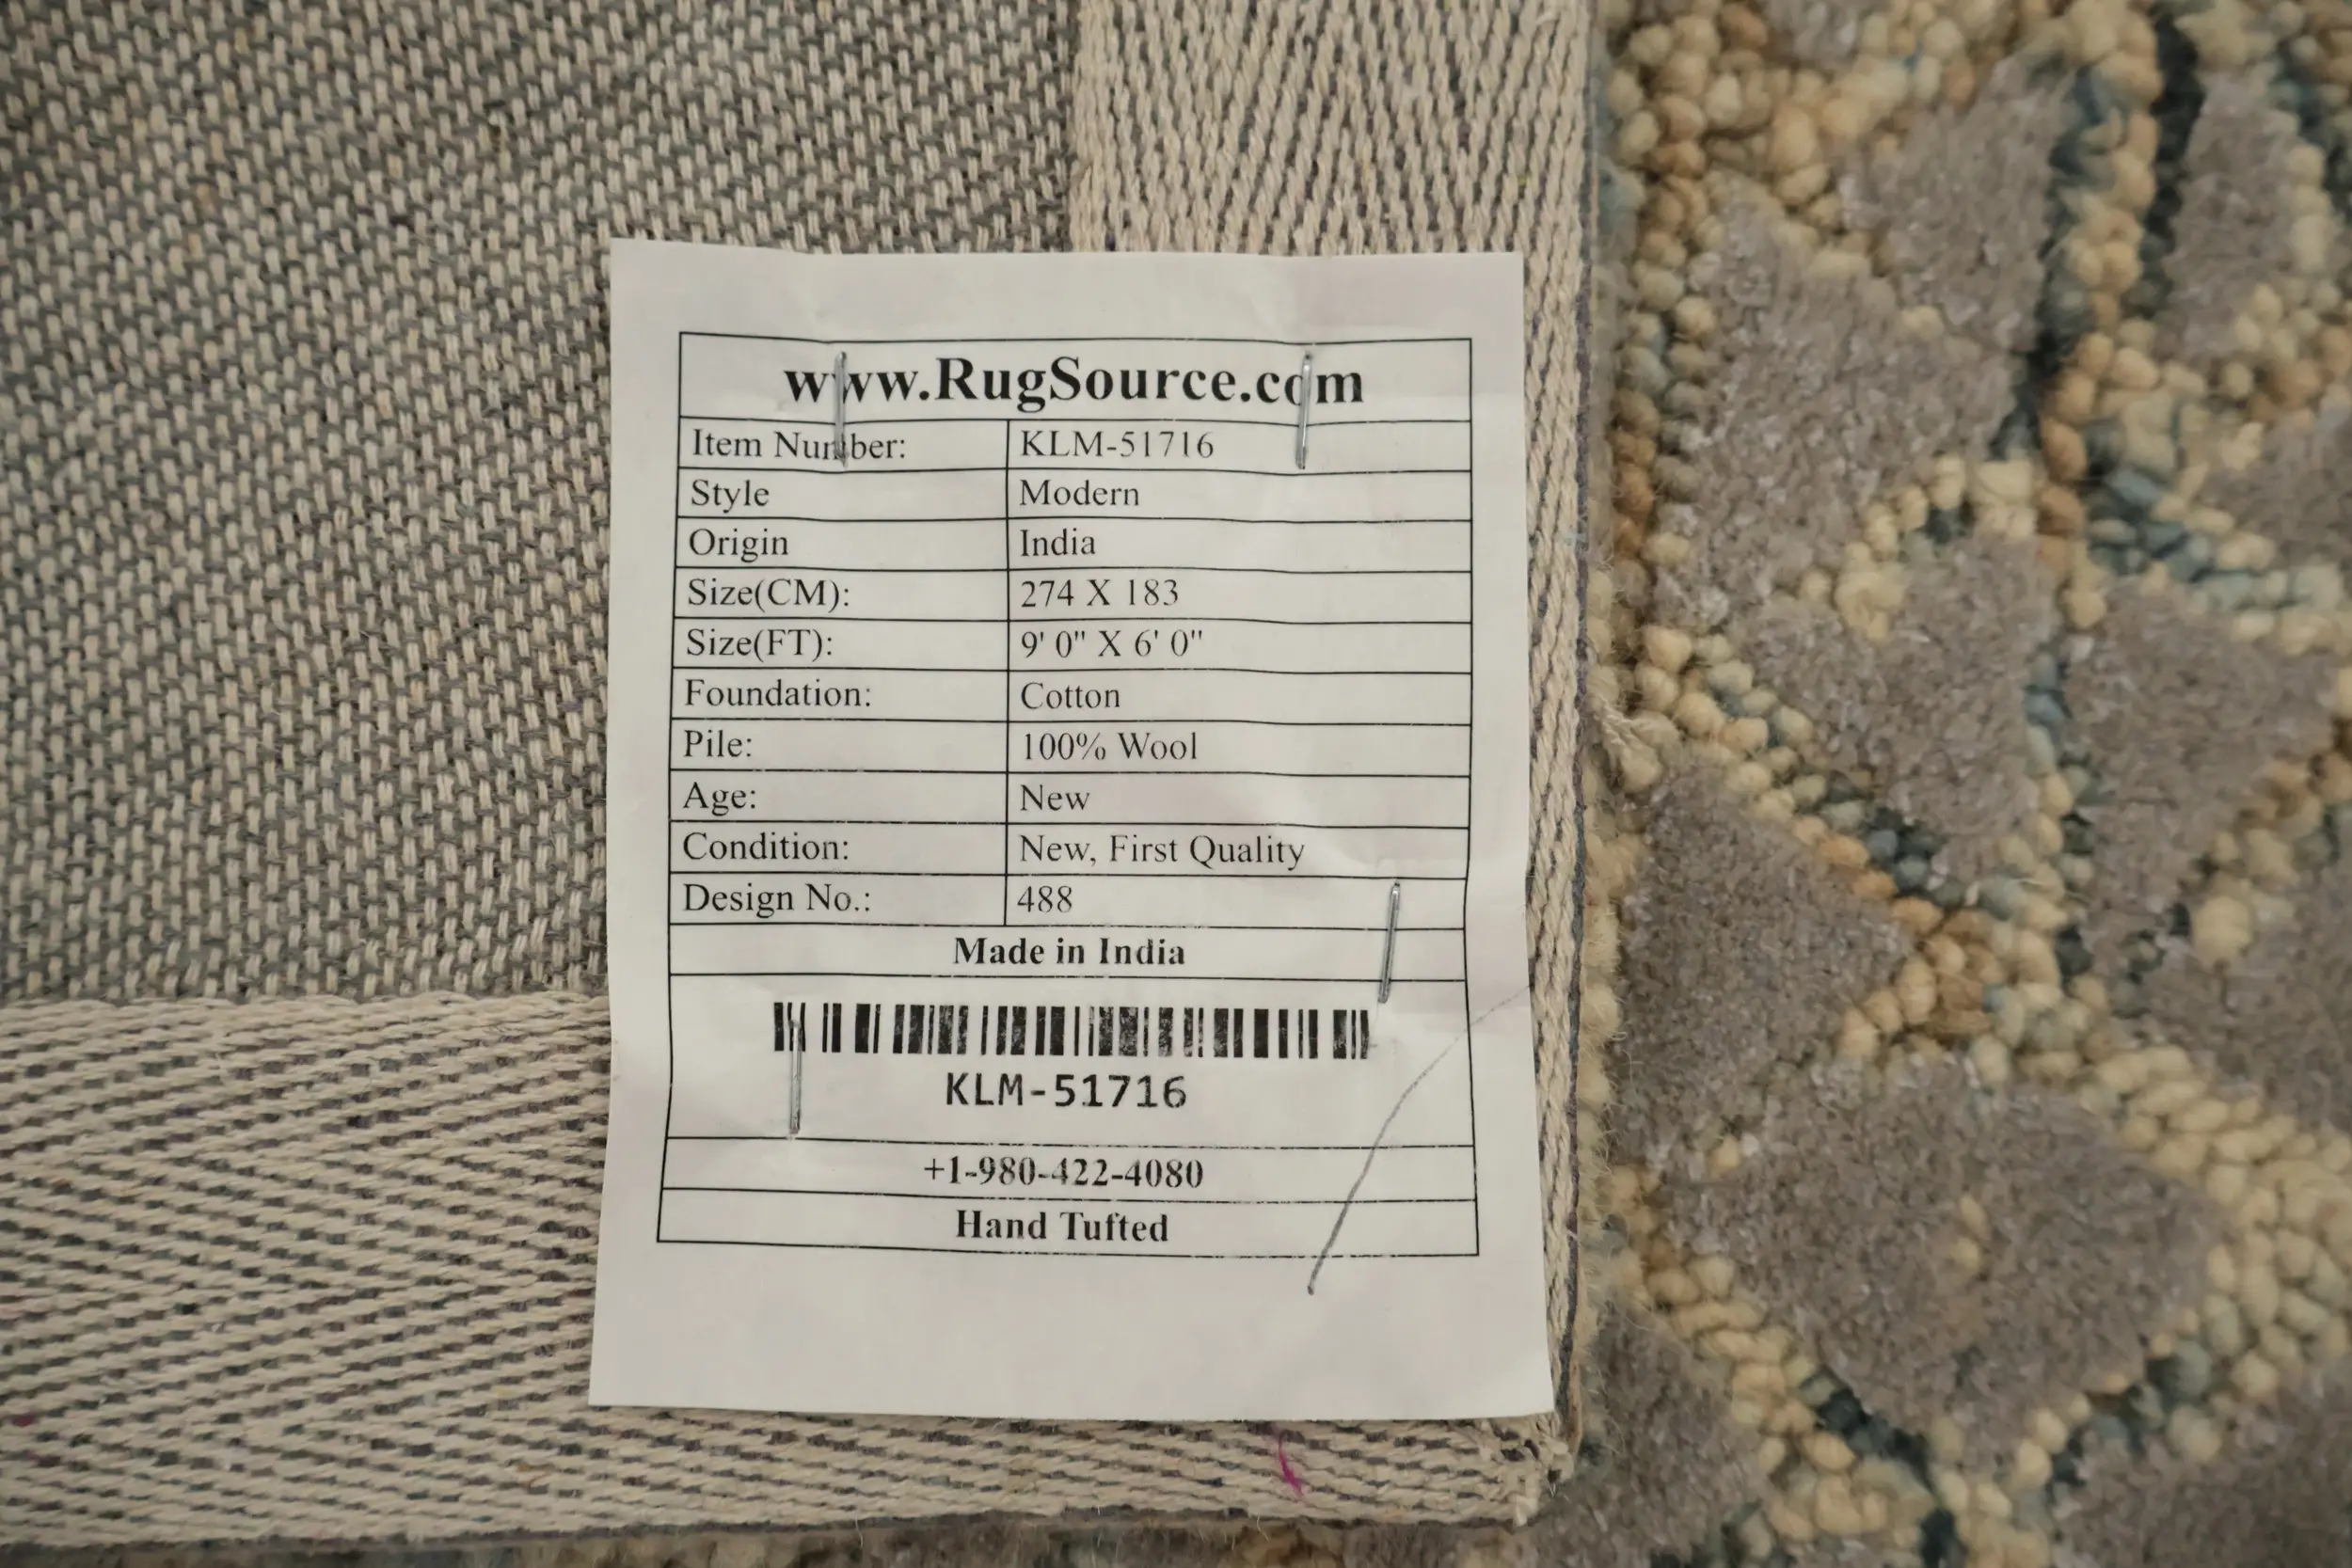 www.RugSource.com
Item Number: KLM-51716
Style Modern
Origin India
Size(CM): 274 X 183
Size(FT): 9' 0" X 6' 0"
Foundation: Cotton
Pile: 100% Wool
Age: New
Condition: New, First Quality
Design No.: 488
Made in India
KLM-51716
+1-980-422-4080
Hand Tufted